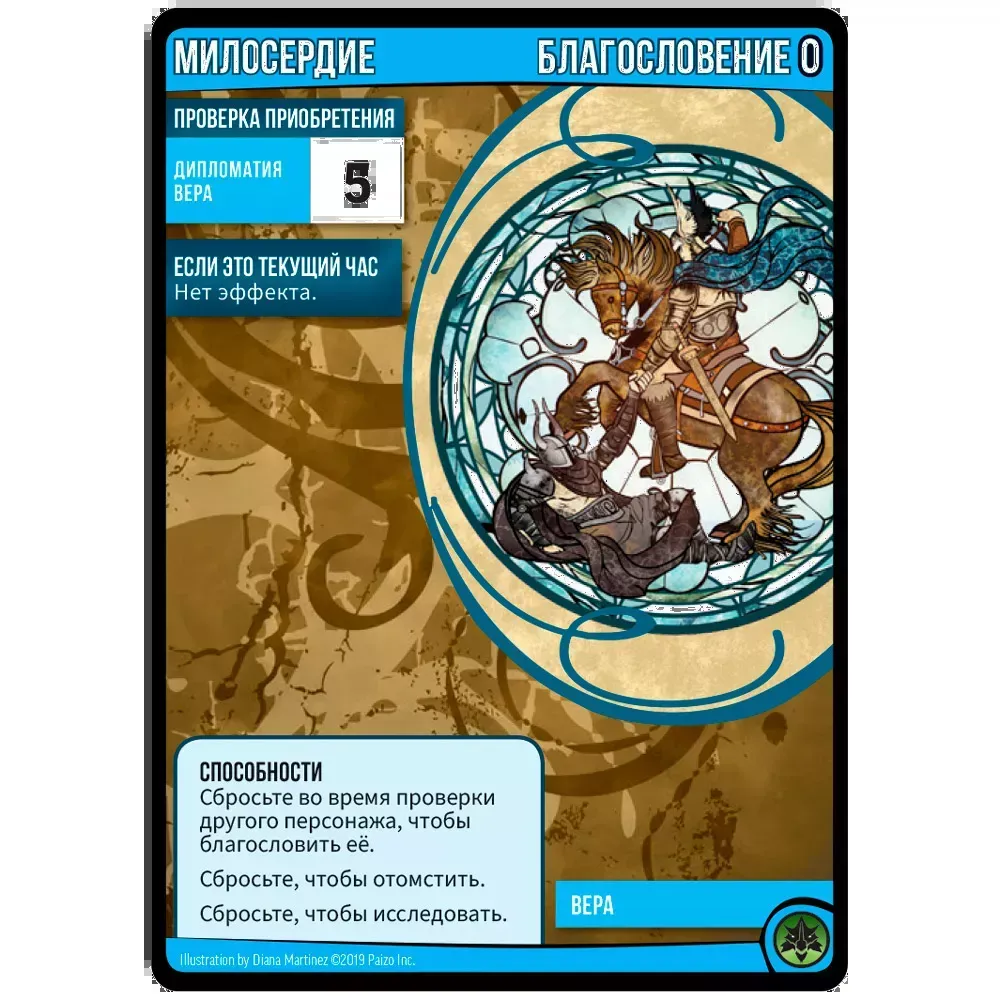 МИЛОСЕРДИЕ БЛАГОСЛОВЕНИЕ 0
ПРОВЕРКА ПРИОБРЕТЕНИЯ
ДИПЛОМАТИЯ
ВЕРА
5
ЕСЛИ ЭТО ТЕКУЩИЙ ЧАС
Нет эффекта.
СПОСОБНОСТИ
Сбросьте во время проверки
другого персонажа, чтобы
благословить её.
Сбросьте, чтобы отомстить.
Сбросьте, чтобы исследовать.
ВЕРА
Illustration by Diana Martinez ©2019 Paizo Inc.